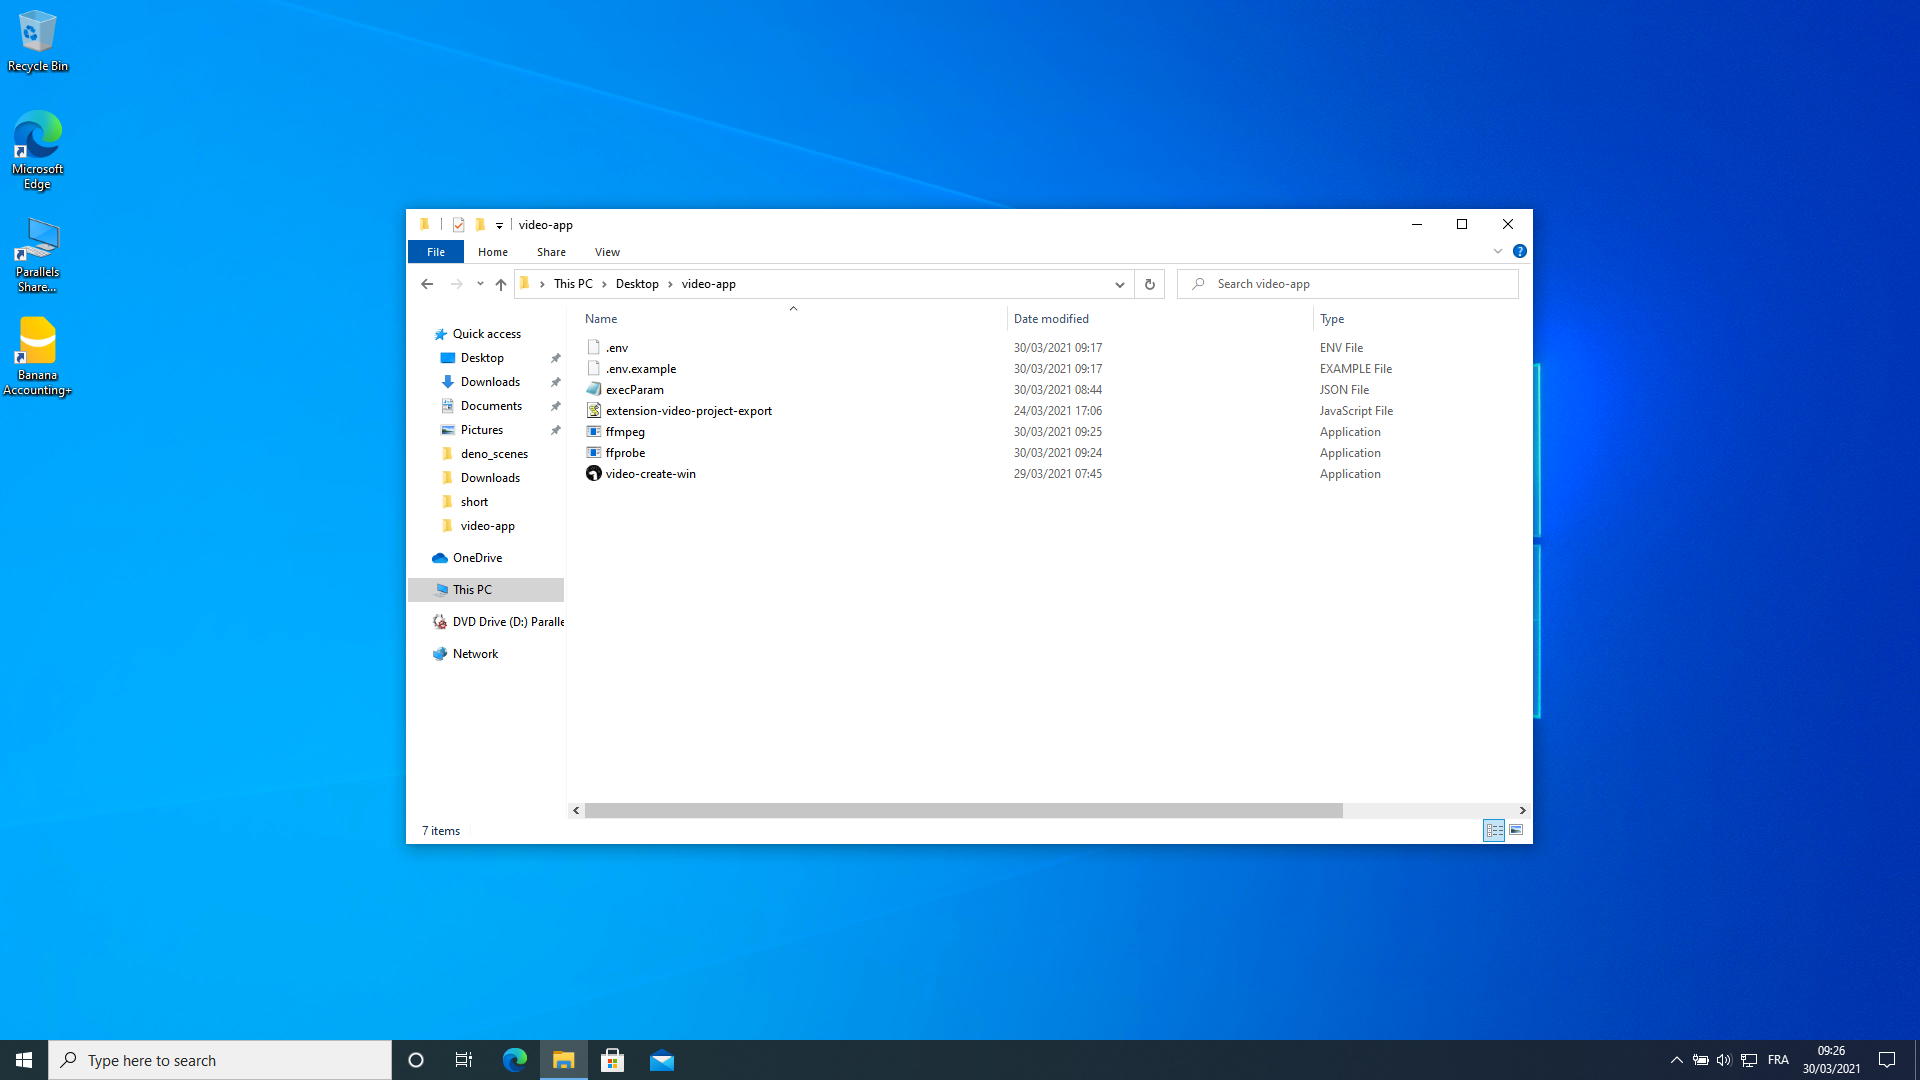 Recycle Bin
Microsoft
Edge
Parallels
Share...
Banana
Accounting+
video-app
File
Home
Share
View
This PC
Desktop
video-app
Search video-app
Name
Date modified
Type
Quick access
Desktop
Downloads
Documents
Pictures
deno_scenes
Downloads
short
video-app
OneDrive
This PC
DVD Drive (D:) Paralle
Network
.env 30/03/2021 09:17 ENV File
.env.example 30/03/2021 09:17 EXAMPLE File
execParam 30/03/2021 08:44 JSON File
extension-video-project-export 24/03/2021 17:06 JavaScript File
ffmpeg 30/03/2021 09:25 Application
ffprobe 30/03/2021 09:24 Application
video-create-win 29/03/2021 07:45 Application
7 items
Type here to search
FRA
09:26
30/03/2021